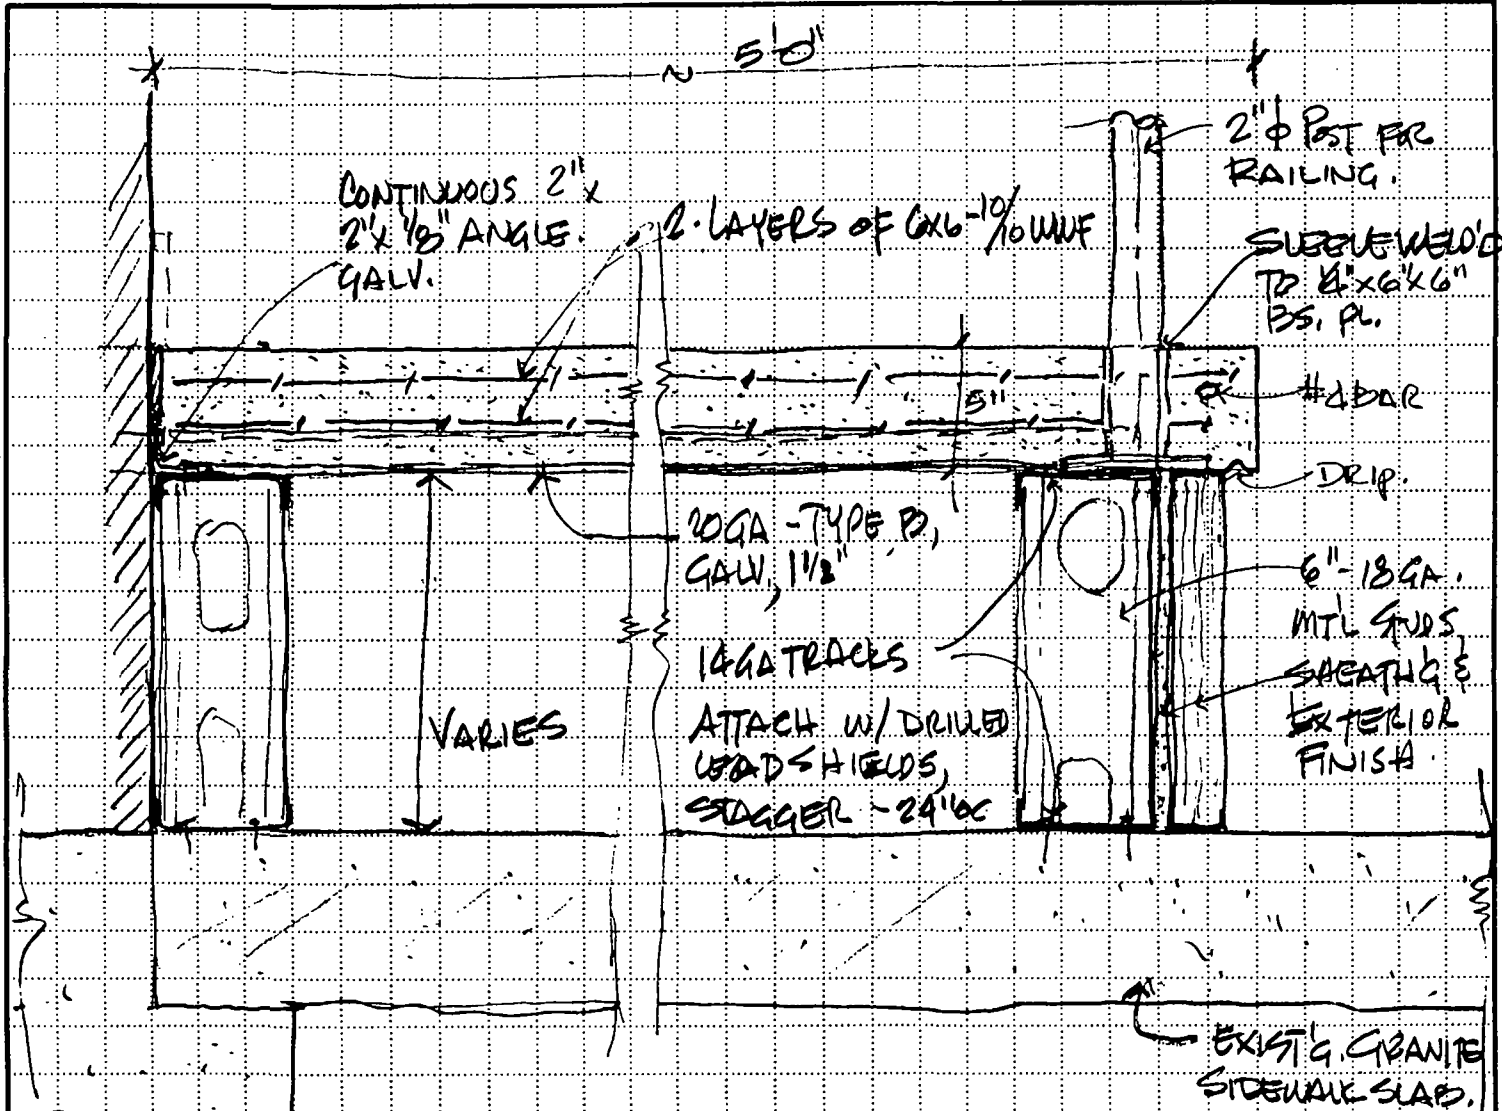 5'-0"
2"ϕ POST FOR
RAILING.
CONTINUOUS 2"x
2"x 1/8" ANGLE.
GALV.
2-LAYERS OF 6x6-10/10 WWF
SLEEVE WELD'D
TO 1/4"x6"x6"
BS. PL.
5"
#4 BAR
DRIP.
20GA - TYPE B,
GALV, 1 1/2"
6"-18 GA.
MTL STUDS,
SHEATH'G &
EXTERIOR
FINISH.
14GA TRACKS
ATTACH W/ DRILLED
LEAD SHIELDS,
STAGGER - 24"OC
VARIES
EXIST'G. GRANITE
SIDEWALK SLAB.